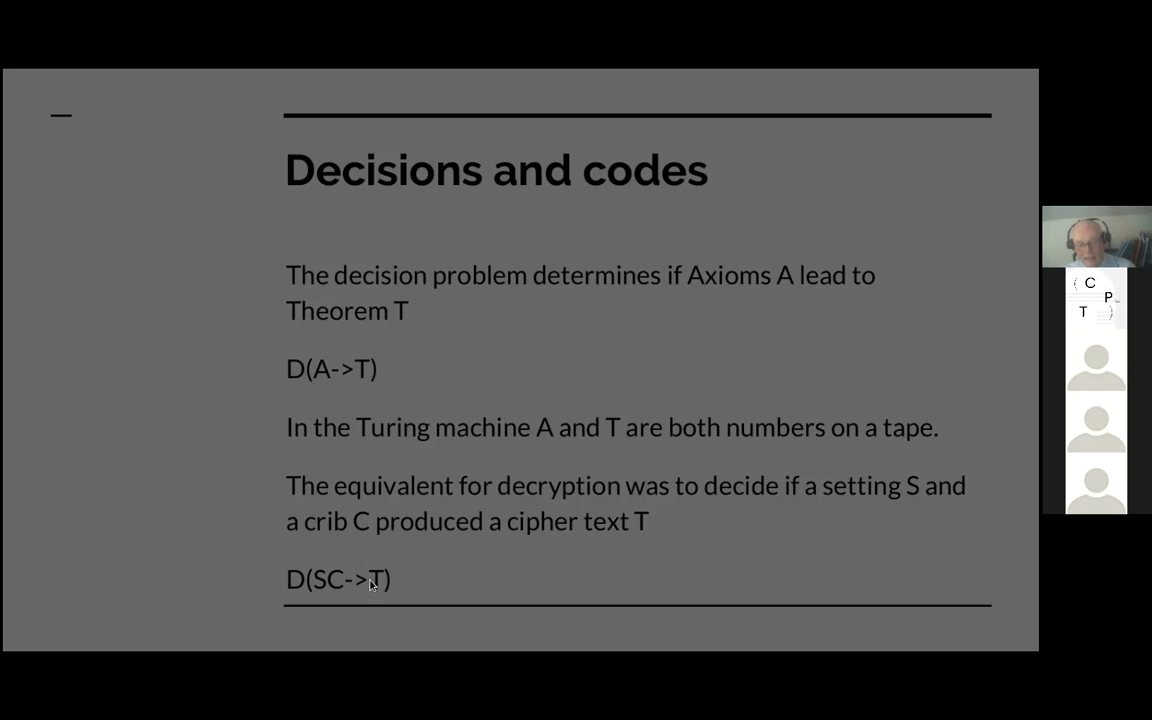 Decisions and codes
The decision problem determines if Axioms A lead to
Theorem T
D(A->T)
In the Turing machine A and T are both numbers on a tape.
The equivalent for decryption was to decide if a setting S and
a crib C produced a cipher text T
D(SC->T)
C
P
T